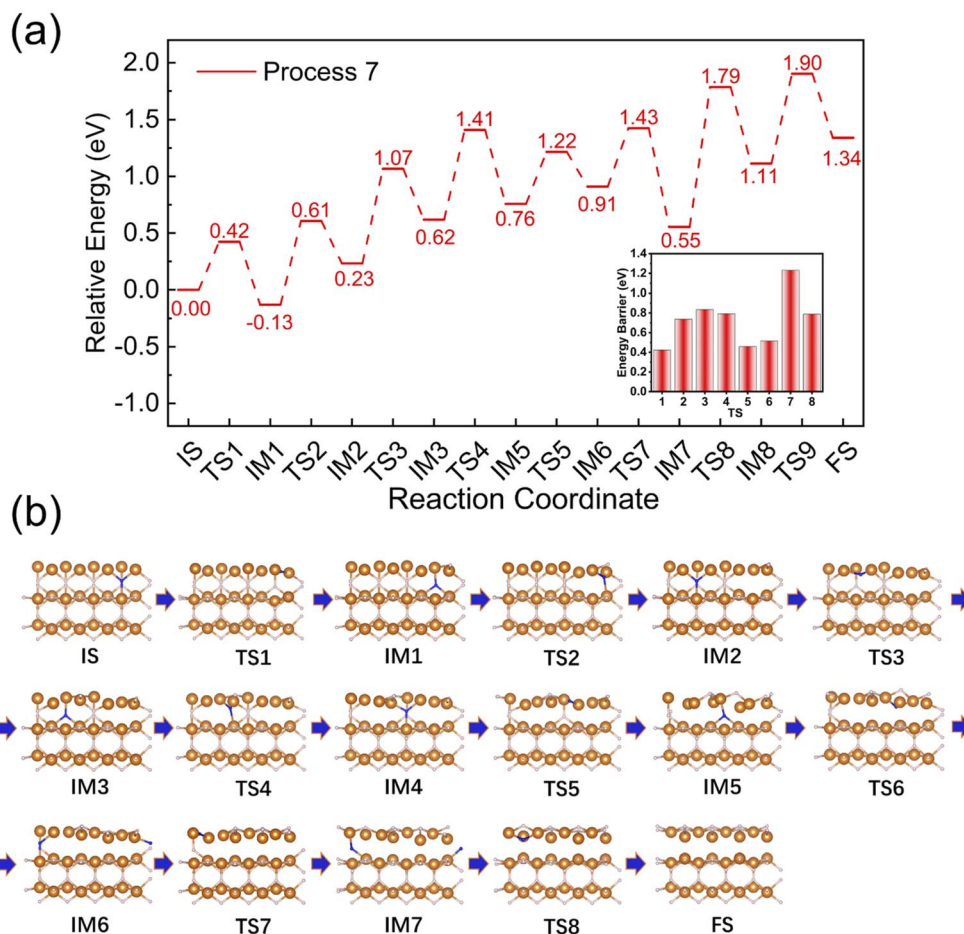 (a)
Process 7
Relative Energy (eV)
2.0
1.5
1.0
0.5
0.0
-0.5
-1.0
0.00
0.42
-0.13
0.61
0.23
1.07
0.62
1.41
0.76
1.22
0.91
1.43
0.55
1.79
1.11
1.90
1.34
Energy Barrier (eV)
1.4
1.2
1.0
0.8
0.6
0.4
0.2
0.0
1 2 3 4 5 6 7 8
TS
IS TS1 IM1 TS2 IM2 TS3 IM3 TS4 IM5 TS5 IM6 TS7 IM7 TS8 IM8 TS9 FS
Reaction Coordinate
(b)
IS TS1 IM1 TS2 IM2 TS3
IM3 TS4 IM4 TS5 IM5 TS6
IM6 TS7 IM7 TS8 FS